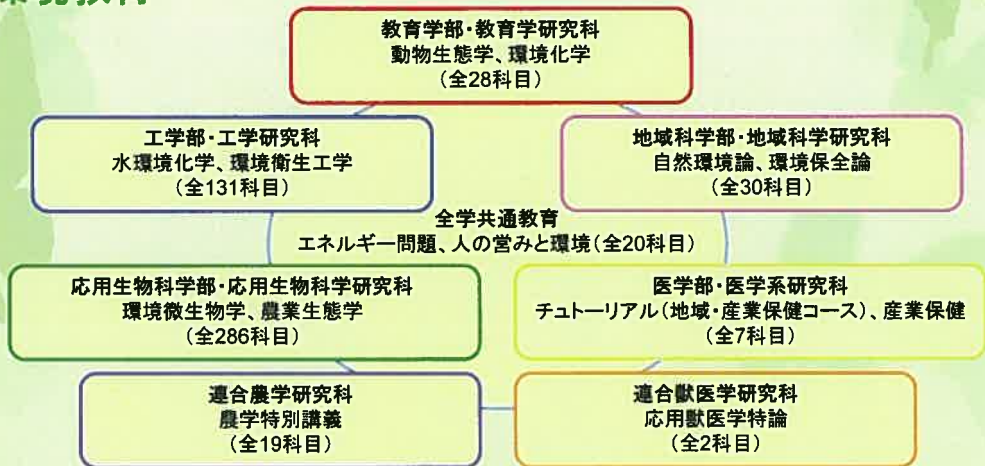 教育学部・教育学研究科
動物生態学、環境化学
(全28科目)
工学部・工学研究科
水環境化学、環境衛生工学
(全131科目)
地域科学部・地域科学研究科
自然環境論、環境保全論
(全30科目)
全学共通教育
エネルギー問題、人の営みと環境(全20科目)
応用生物科学部・応用生物科学研究科
環境微生物学、農業生態学
(全286科目)
医学部・医学系研究科
チュトーリアル(地域・産業保健コース)、産業保健
(全7科目)
連合農学研究科
農学特別講義
(全19科目)
連合獣医学研究科
応用獣医学特論
(全2科目)